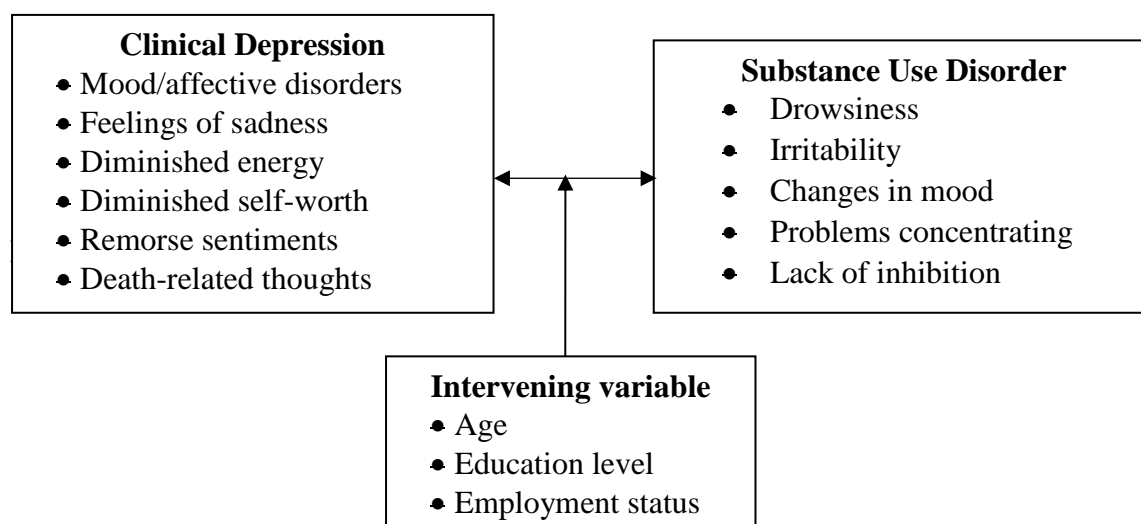 Clinical Depression
• Mood/affective disorders
• Feelings of sadness
• Diminished energy
• Diminished self-worth
• Remorse sentiments
• Death-related thoughts
Substance Use Disorder
• Drowsiness
• Irritability
• Changes in mood
• Problems concentrating
• Lack of inhibition
Intervening variable
• Age
• Education level
• Employment status